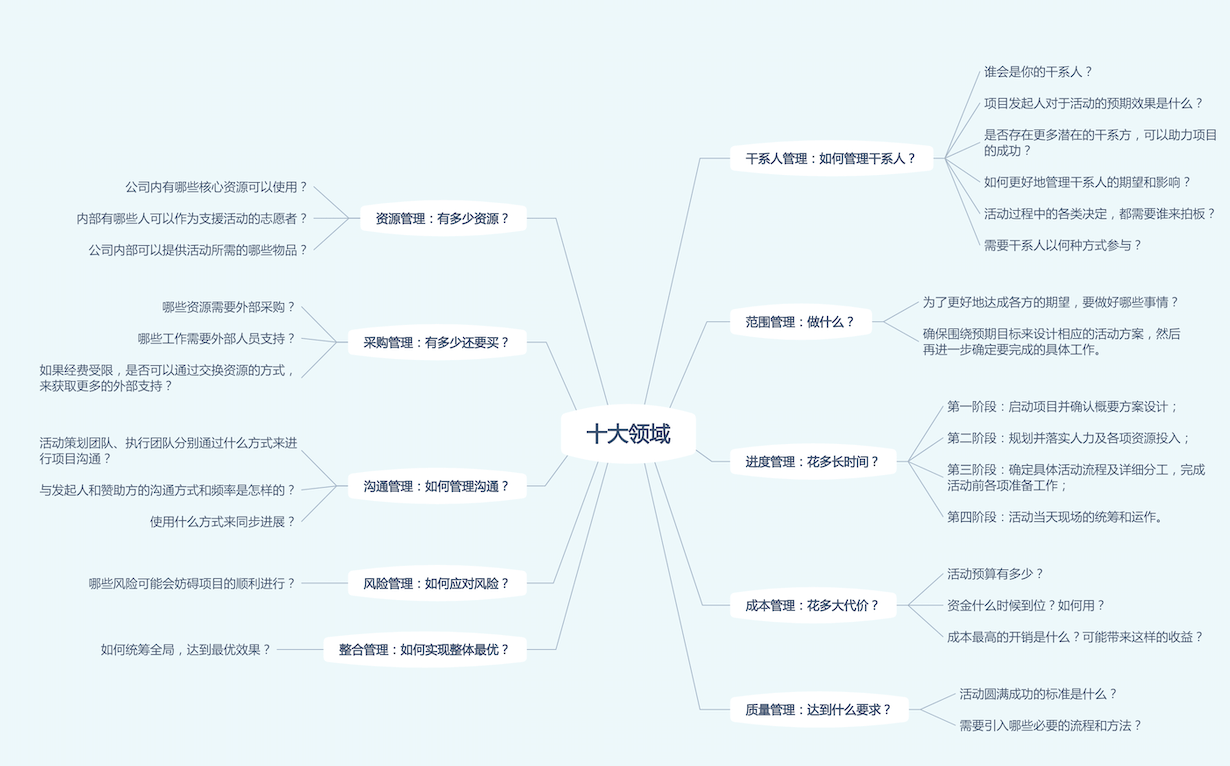 十大领域
干系人管理：如何管理干系人？
谁会是你的干系人？
项目发起人对于活动的预期效果是什么？
是否存在更多潜在的干系方，可以助力项目
的成功？
如何更好地管理干系人的期望和影响？
活动过程中的各类决定，都需要谁来拍板？
需要干系人以何种方式参与？
范围管理：做什么？
为了更好地达成各方的期望，要做好哪些事情？
确保围绕预期目标来设计相应的活动方案，然后
再进一步确定要完成的具体工作。
进度管理：花多长时间？
第一阶段：启动项目并确认概要方案设计；
第二阶段：规划并落实人力及各项资源投入；
第三阶段：确定具体活动流程及详细分工，完成
活动前各项准备工作；
第四阶段：活动当天现场的统筹和运作。
成本管理：花多大代价？
活动预算有多少？
资金什么时候到位？如何用？
成本最高的开销是什么？可能带来这样的收益？
质量管理：达到什么要求？
活动圆满成功的标准是什么？
需要引入哪些必要的流程和方法？
资源管理：有多少资源？
公司内有哪些核心资源可以使用？
内部有哪些人可以作为支援活动的志愿者？
公司内部可以提供活动所需的哪些物品？
采购管理：有多少还要买？
哪些资源需要外部采购？
哪些工作需要外部人员支持？
如果经费受限，是否可以通过交换资源的方式，
来获取更多的外部支持？
沟通管理：如何管理沟通？
活动策划团队、执行团队分别通过什么方式来进
行项目沟通？
与发起人和赞助方的沟通方式和频率是怎样的？
使用什么方式来同步进展？
风险管理：如何应对风险？
哪些风险可能会妨碍项目的顺利进行？
整合管理：如何实现整体最优？
如何统筹全局，达到最优效果？